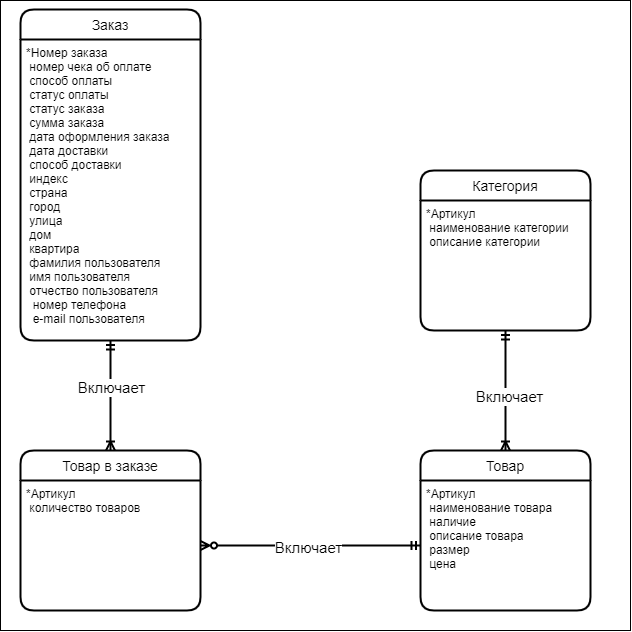 Заказ
*Номер заказа
номер чека об оплате
способ оплаты
статус оплаты
статус заказа
сумма заказа
дата оформления заказа
дата доставки
способ доставки
индекс
страна
город
улица
дом
квартира
фамилия пользователя
имя пользователя
отчество пользователя
номер телефона
e-mail пользователя
Категория
*Артикул
наименование категории
описание категории
Включает
Включает
Товар в заказе
*Артикул
количество товаров
Товар
*Артикул
наименование товара
наличие
описание товара
размер
цена
Включает